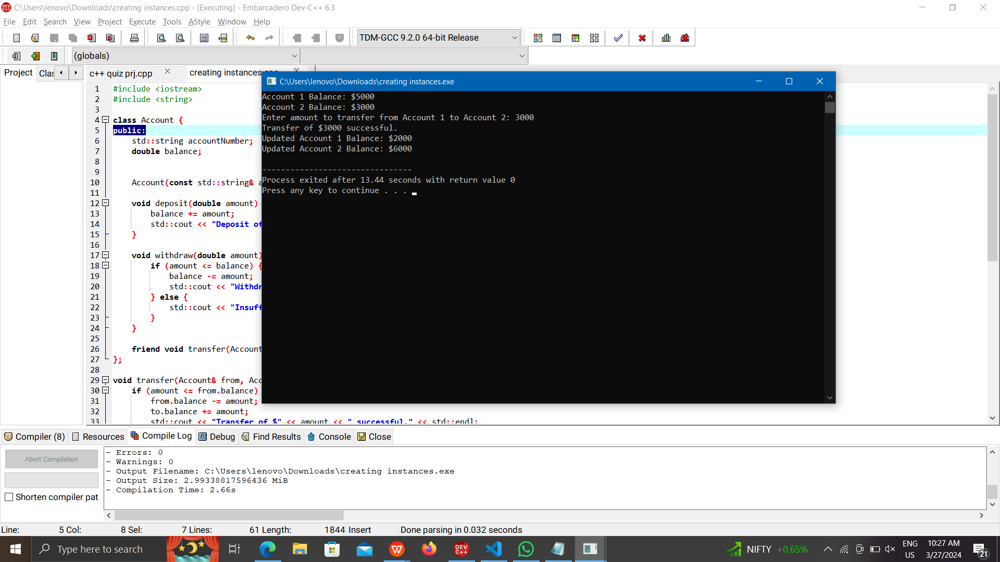 C:\Users\lenovo\Downloads\creating instances.cpp - [Executing] - Embarcadero Dev-C++ 6.3
File Edit Search View Project Execute Tools AStyle Window Help
TDM-GCC 9.2.0 64-bit Release
(globals)
Project Clas c++ quiz prj.cpp creating instances.cpp
C:\Users\lenovo\Downloads\creating instances.exe
Account 1 Balance: $5000
Account 2 Balance: $3000
Enter amount to transfer from Account 1 to Account 2: 3000
Transfer of $3000 successful.
Updated Account 1 Balance: $2000
Updated Account 2 Balance: $6000
--------------------------------
Process exited after 13.44 seconds with return value 0
Press any key to continue . . .
1 #include <iostream>
2 #include <string>
3
4 class Account {
5 public:
6 std::string accountNumber;
7 double balance;
8
9
10 Account(const std::string& a
11
12 void deposit(double amount)
13 balance += amount;
14 std::cout << "Deposit of
15 }
16
17 void withdraw(double amount)
18 if (amount <= balance) {
19 balance -= amount;
20 std::cout << "Withdr
21 } else {
22 std::cout << "Insuff
23 }
24 }
25
26 friend void transfer(Account
27 };
28
29 void transfer(Account& from, Acc
30 if (amount <= from.balance)
31 from.balance -= amount;
32 to.balance += amount;
33 std::cout << "Transfer of $" << amount << " successful." << std::endl;
Compiler (8) Resources Compile Log Debug Find Results Console Close
Abort Compilation
Shorten compiler pat
- Errors: 0
- Warnings: 0
- Output Filename: C:\Users\lenovo\Downloads\creating instances.exe
- Output Size: 2.99338817596436 MiB
- Compilation Time: 2.66s
Line: 5 Col: 8 Sel: 7 Lines: 61 Length: 1844 Insert Done parsing in 0.032 seconds
Type here to search
DEV C++
NIFTY +0.65%
ENG
US
10:27 AM
3/27/2024
21